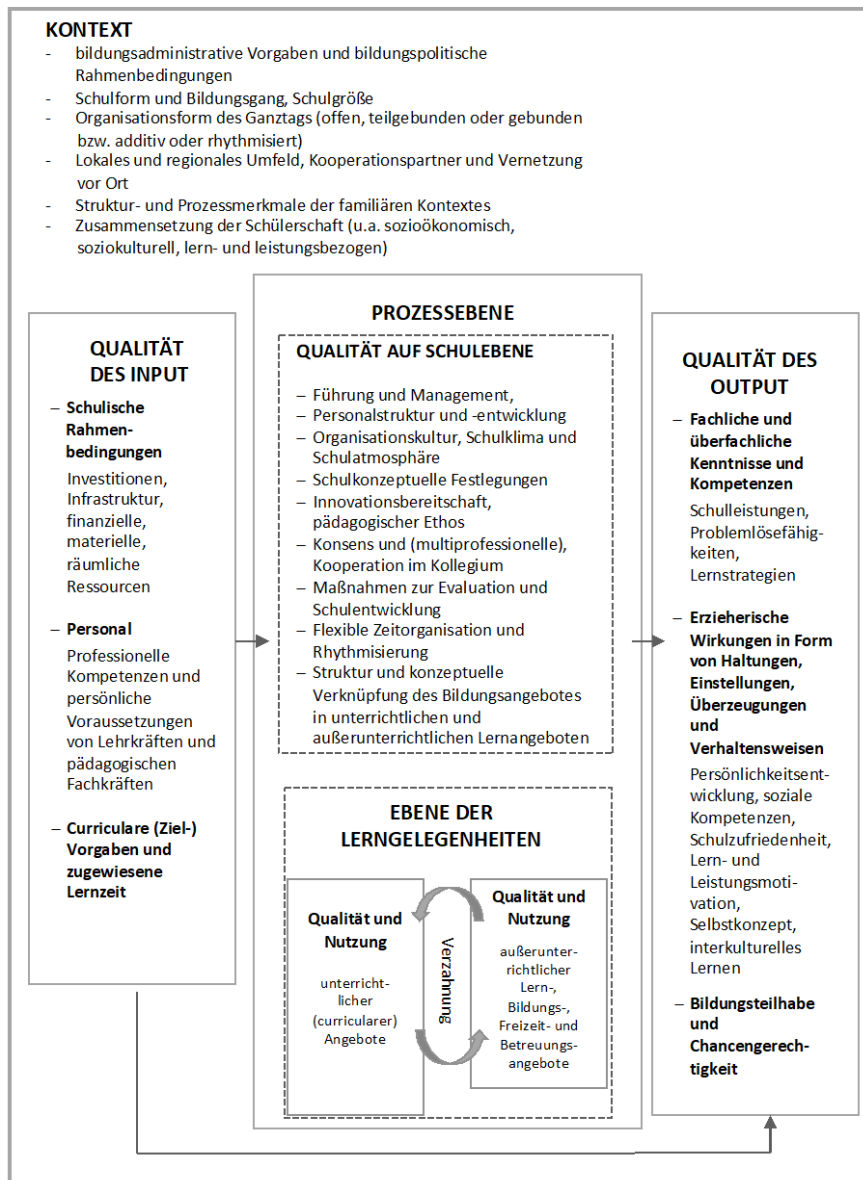 KONTEXT
- bildungsadministrative Vorgaben und bildungspolitische
Rahmenbedingungen
- Schulform und Bildungsgang, Schulgröße
- Organisationsform des Ganztags (offen, teilgebunden oder gebunden
bzw. additiv oder rhythmisiert)
- Lokales und regionales Umfeld, Kooperationspartner und Vernetzung
vor Ort
- Struktur- und Prozessmerkmale der familiären Kontextes
- Zusammensetzung der Schülerschaft (u.a. sozioökonomisch,
soziokulturell, lern- und leistungsbezogen)
QUALITÄT
DES INPUT
– Schulische
Rahmen-
bedingungen
Investitionen,
Infrastruktur,
finanzielle,
materielle,
räumliche
Ressourcen
– Personal
Professionelle
Kompetenzen und
persönliche
Voraussetzungen
von Lehrkräften und
pädagogischen
Fachkräften
– Curriculare (Ziel-)
Vorgaben und
zugewiesene
Lernzeit
PROZESSEBENE
QUALITÄT AUF SCHULEBENE
– Führung und Management,
– Personalstruktur und -entwicklung
– Organisationskultur, Schulklima und
Schulatmosphäre
– Schulkonzeptuelle Festlegungen
– Innovationsbereitschaft,
pädagogischer Ethos
– Konsens und (multiprofessionelle),
Kooperation im Kollegium
– Maßnahmen zur Evaluation und
Schulentwicklung
– Flexible Zeitorganisation und
Rhythmisierung
– Struktur und konzeptuelle
Verknüpfung des Bildungsangebotes
in unterrichtlichen und
außerunterrichtlichen Lernangeboten
EBENE DER
LERNGELEGENHEITEN
Qualität und
Nutzung
unterricht-
licher
(curricularer)
Angebote
Verzahnung
Qualität und
Nutzung
außerunter-
richtlicher
Lern-,
Bildungs-,
Freizeit- und
Betreuungs-
angebote
QUALITÄT DES
OUTPUT
– Fachliche und
überfachliche
Kenntnisse und
Kompetenzen
Schulleistungen,
Problemlösefähig-
keiten,
Lernstrategien
– Erzieherische
Wirkungen in Form
von Haltungen,
Einstellungen,
Überzeugungen
und
Verhaltensweisen
Persönlichkeitsent-
wicklung, soziale
Kompetenzen,
Schulzufriedenheit,
Lern- und
Leistungsmoti-
vation,
Selbstkonzept,
interkulturelles
Lernen
– Bildungsteilhabe
und
Chancengerech-
tigkeit